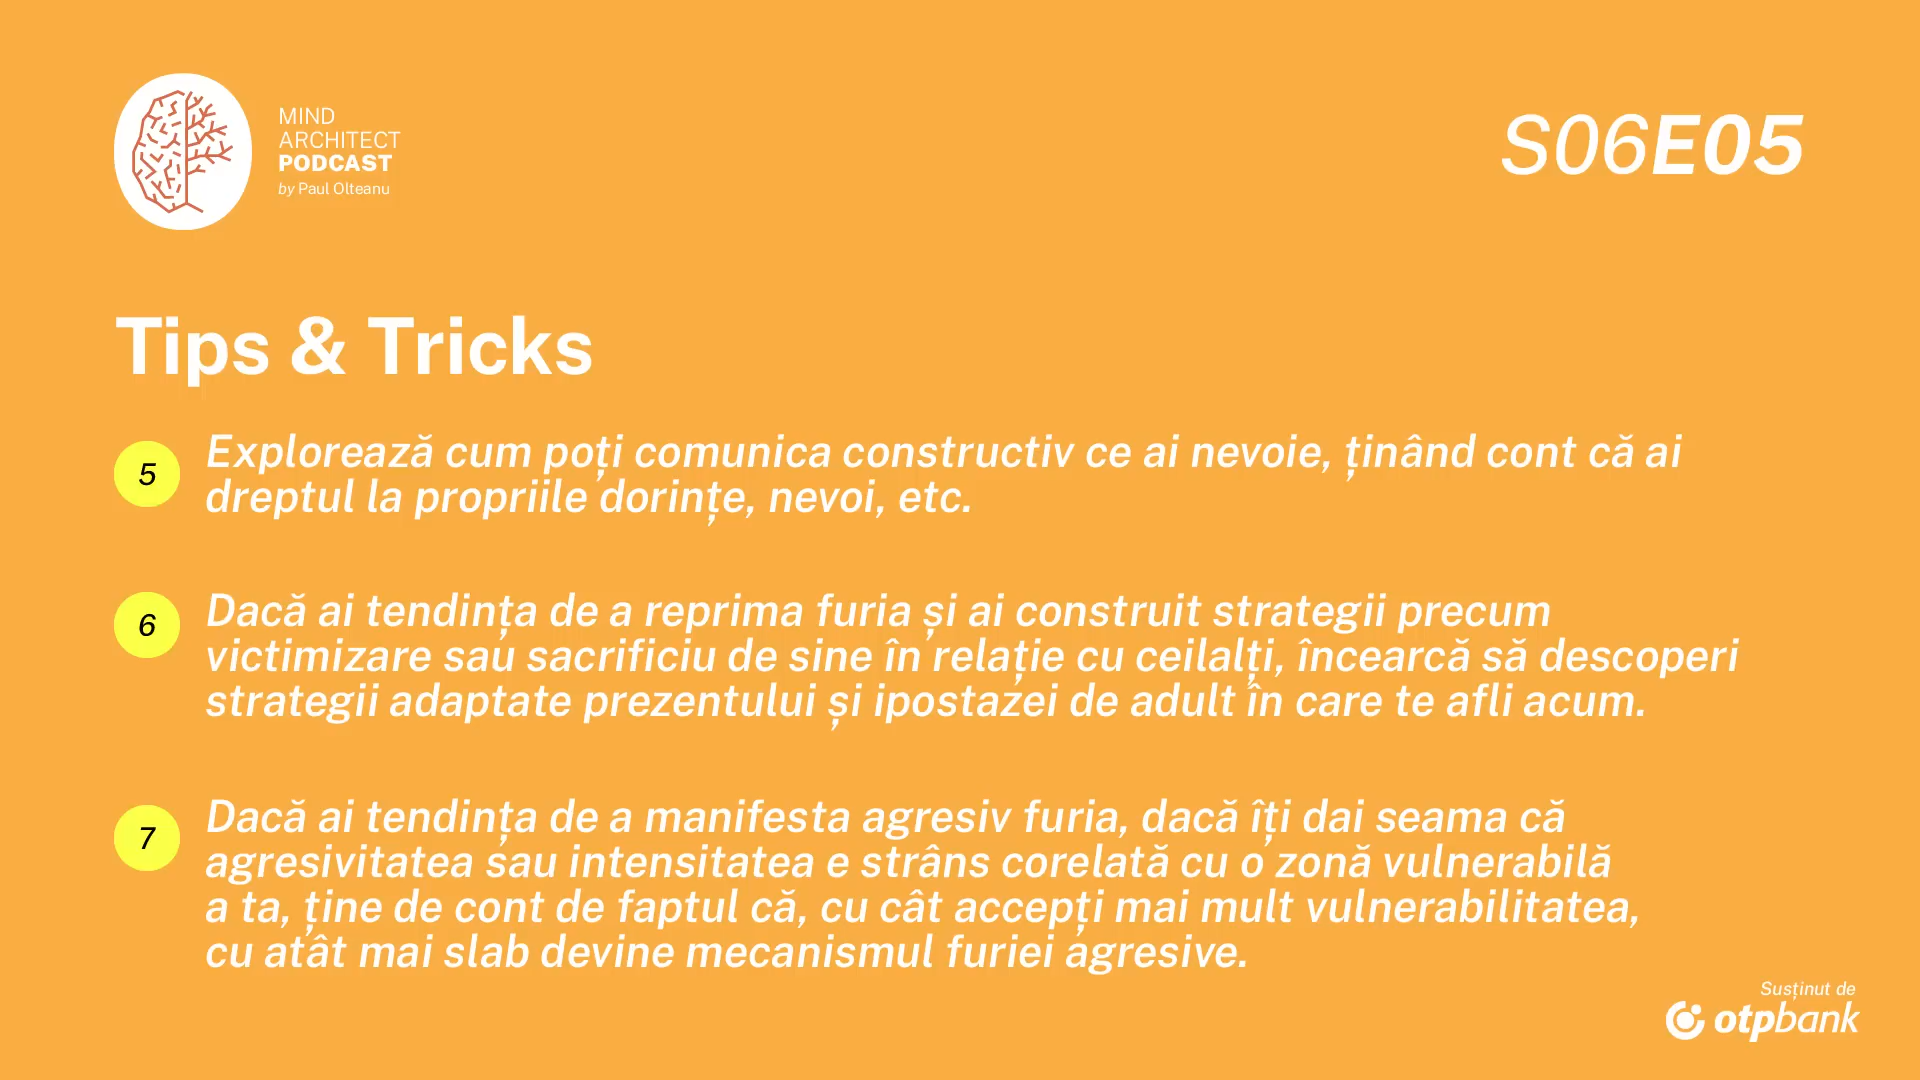 MIND
ARCHITECT
PODCAST
by Paul Olteanu
S06E05
Tips & Tricks
5
Explorează cum poți comunica constructiv ce ai nevoie, ținând cont că ai
dreptul la propriile dorințe, nevoi, etc.
6
Dacă ai tendința de a reprima furia și ai construit strategii precum
victimizare sau sacrificiu de sine în relație cu ceilalți, încearcă să descoperi
strategii adaptate prezentului și ipostazei de adult în care te afli acum.
7
Dacă ai tendința de a manifesta agresiv furia, dacă îți dai seama că
agresivitatea sau intensitatea e strâns corelată cu o zonă vulnerabilă
a ta, ține de cont de faptul că, cu cât accepți mai mult vulnerabilitatea,
cu atât mai slab devine mecanismul furiei agresive.
Susținut de
otpbank